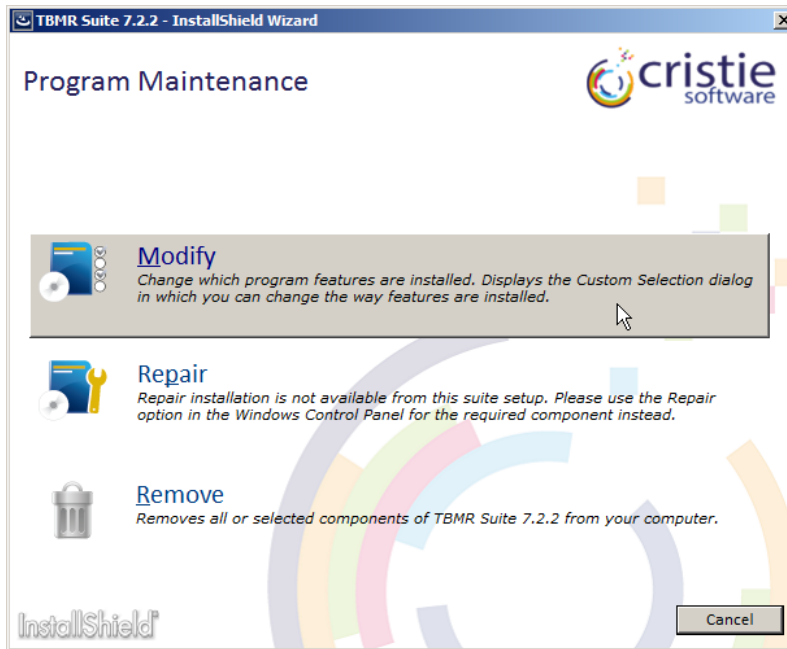 TBMR Suite 7.2.2 - InstallShield Wizard
Program Maintenance
cristie
software
Modify
Change which program features are installed. Displays the Custom Selection dialog
in which you can change the way features are installed.
Repair
Repair installation is not available from this suite setup. Please use the Repair
option in the Windows Control Panel for the required component instead.
Remove
Removes all or selected components of TBMR Suite 7.2.2 from your computer.
InstallShield
Cancel